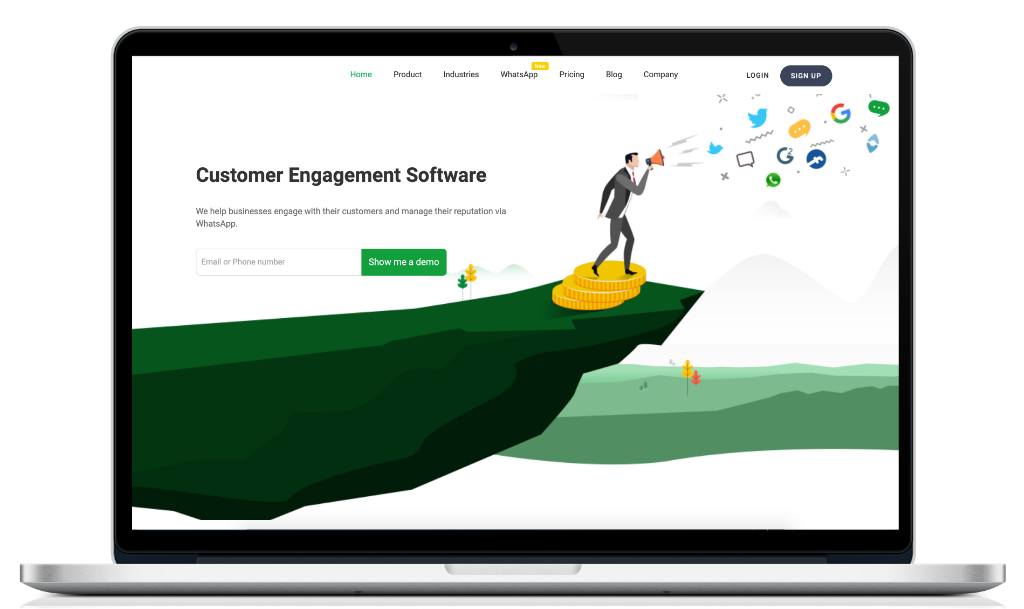 New
Home Product Industries WhatsApp Pricing Blog Company LOGIN SIGN UP
Customer Engagement Software
We help businesses engage with their customers and manage their reputation via
WhatsApp.
Email or Phone number Show me a demo
G
G2